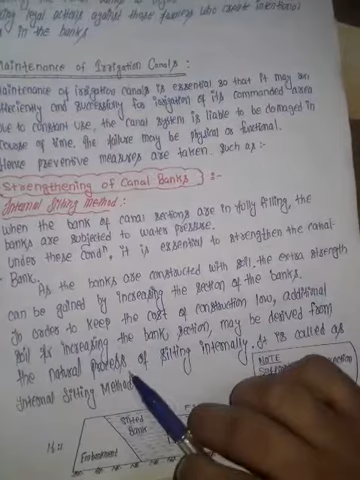 legal actions against those farmers who create intentional
in the banks
Maintenance of Irrigation Canals :
Maintenance of irrigation canals is essential so that it may run
efficiently and successfully for irrigation of its commanded area
Due to constant use, the canal system is liable to be damaged in
course of time. The failure may be physical or functional.
Hence preventive measures are taken. Such as :-
Strengthening of Canal Banks :-
Internal Silting Method :
When the bank of canal sections are in fully filling, the
banks are subjected to water pressure.
Under these condⁿ, it is essential to strengthen the canal
Bank.
As the banks are constructed with soil. the extra strength
can be gained by increasing the section of the banks.
In order to keep the cost of construction low, additional
soil for increasing the bank section, may be derived from
the natural process of silting internally. It is called as
Internal Silting Method
NOTE
Silted
Bank
Embankment